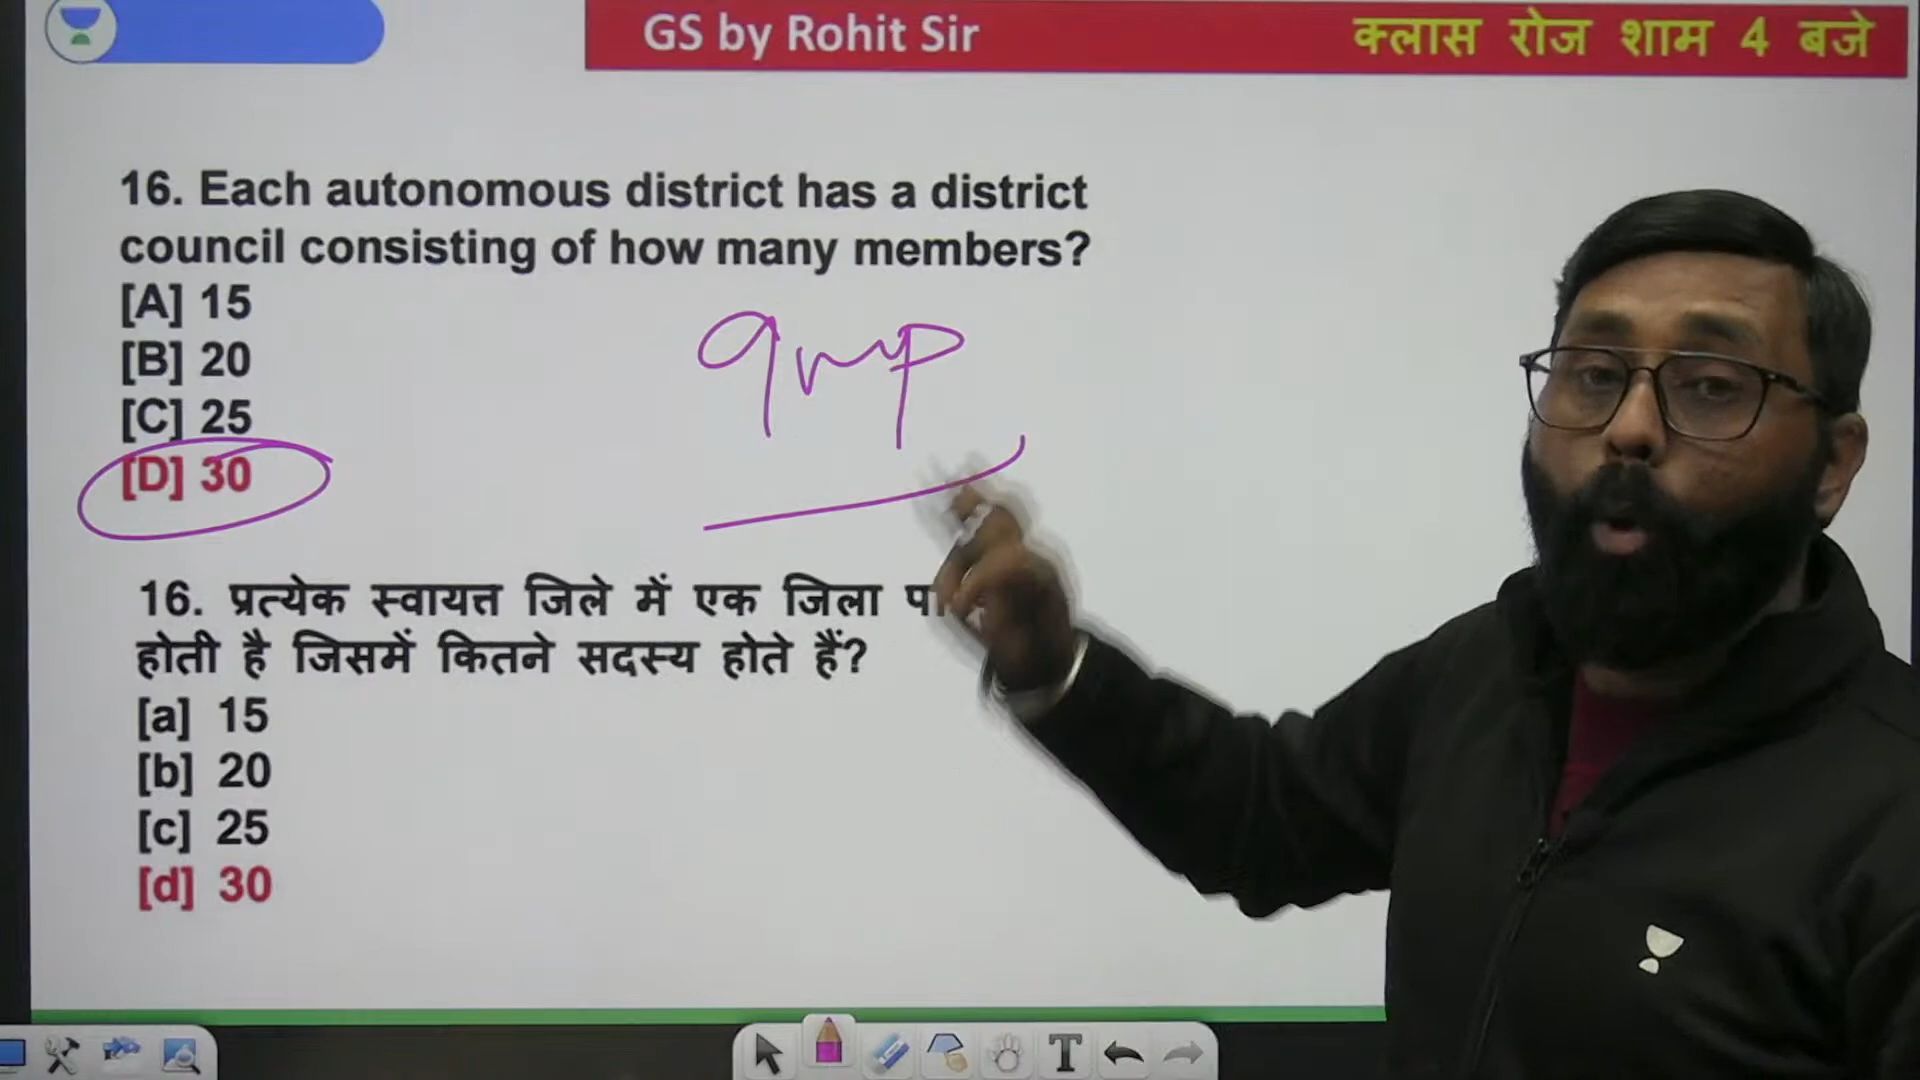 GS by Rohit Sir
क्लास रोज शाम 4 बजे
16. Each autonomous district has a district
council consisting of how many members?
[A] 15
[B] 20
[C] 25
[D] 30
Imp
16. प्रत्येक स्वायत्त जिले में एक जिला
होती है जिसमें कितने सदस्य होते हैं?
[a] 15
[b] 20
[c] 25
[d] 30
T